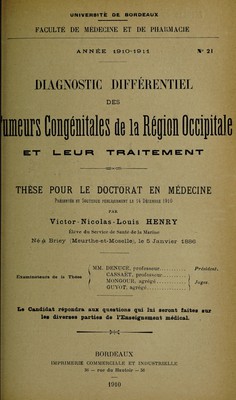 UNIVERSITÉ DE BORDEAUX
FACULTÉ DE MÉDECINE ET DE PHARMACIE
ANNÉE 1910-1911 N° 21
DIAGNOSTIC DIFFÉRENTIEL
DES
Tumeurs Congénitales de la Région Occipitale
ET LEUR TRAITEMENT
THÈSE POUR LE DOCTORAT EN MÉDECINE
PRÉSENTÉE ET SOUTENUE PUBLIQUEMENT LE 14 DÉCEMBRE 1910
PAR
Victor-Nicolas-Louis HENRY
Élève du Service de Santé de la Marine
Né à Briey (Meurthe-et-Moselle), le 5 Janvier 1886
MM. DENUCÉ, professeur........ Président.
Examinateurs de la Thèse CASSAËT, professeur........
MONGOUR, agrégé........ Juges
GUYOT, agrégé........
Le Candidat répondra aux questions qui lui seront faites sur
les diverses parties de l'Enseignement médical.
BORDEAUX
IMPRIMERIE COMMERCIALE ET INDUSTRIELLE
56 — rue du Hautoir — 56
1910